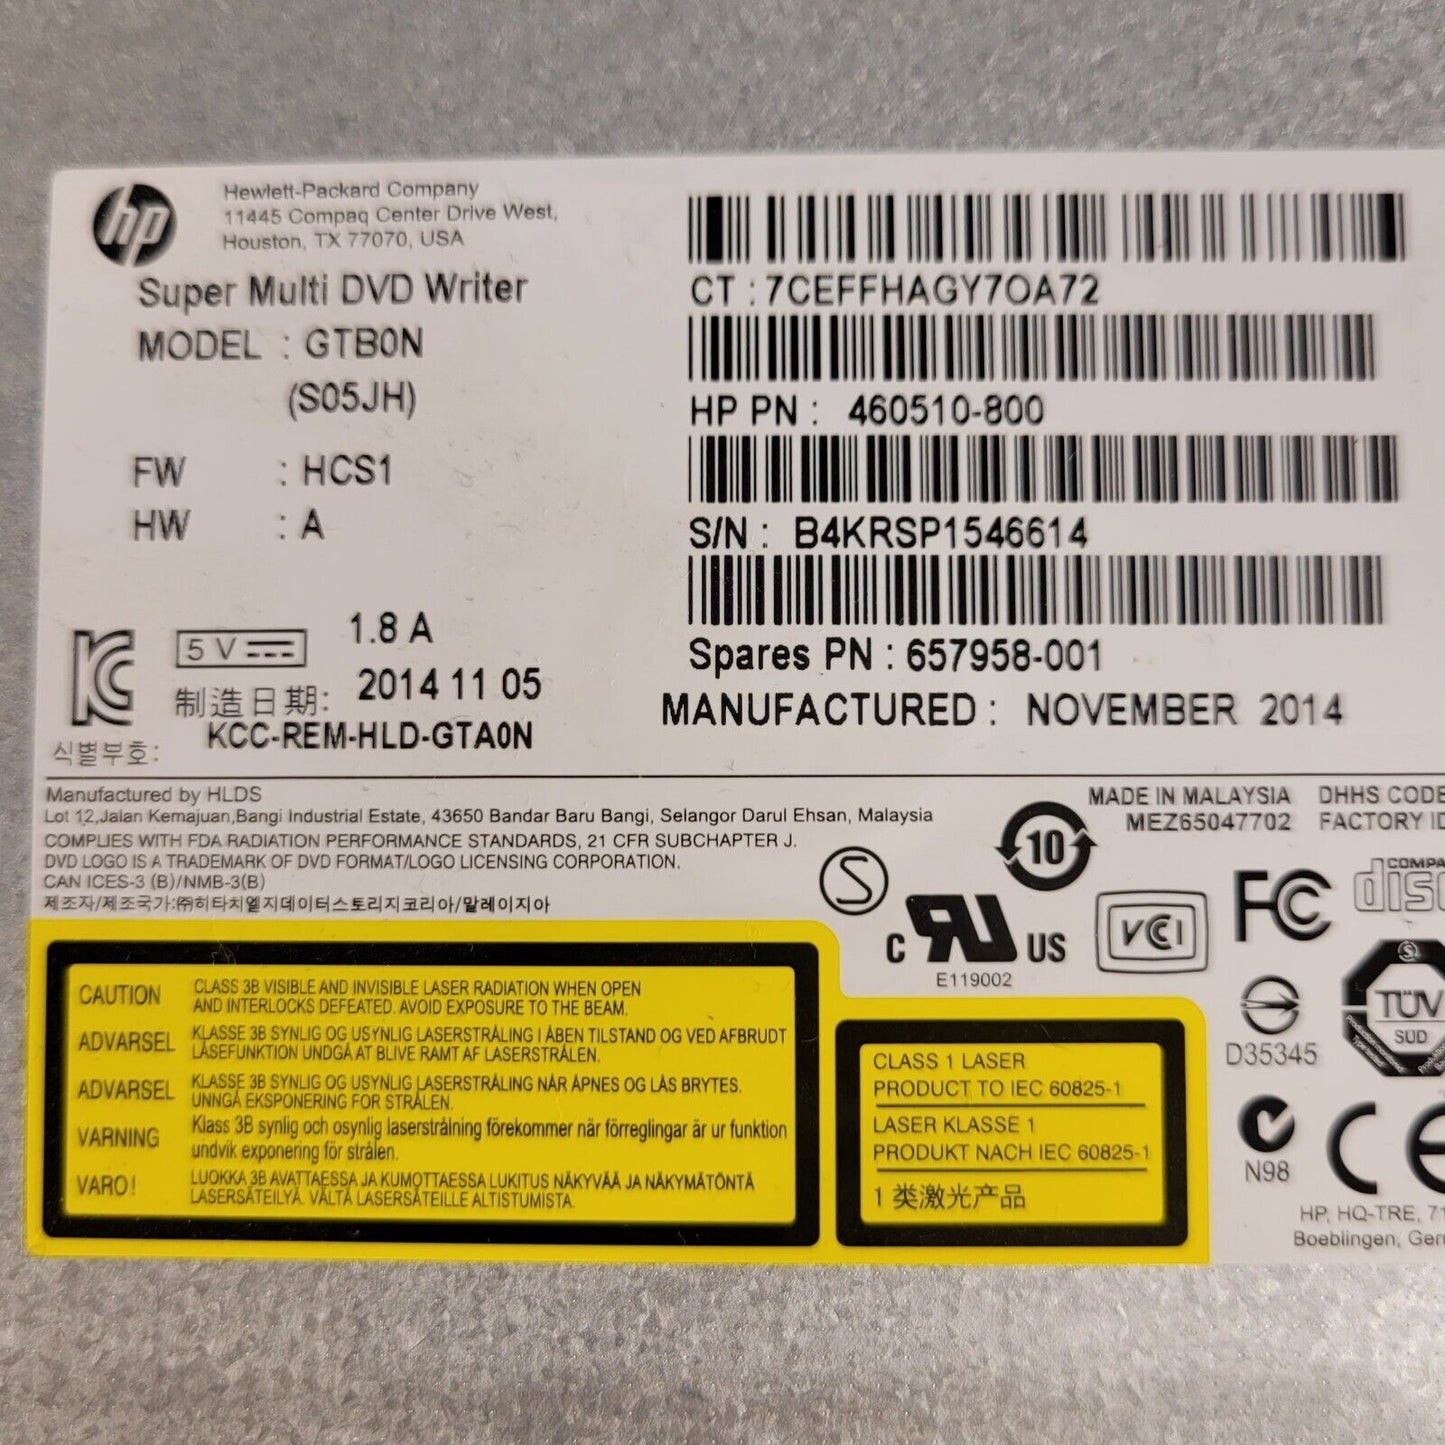 hp
Hewlett-Packard Company
11445 Compaq Center Drive West,
Houston, TX 77070, USA
Super Multi DVD Writer
MODEL : GTB0N
(S05JH)
FW : HCS1
HW : A
5 V
1.8 A
制造日期: 2014 11 05
KCC-REM-HLD-GTA0N
식별부호:
CT : 7CEFFHAGY7OA72
HP PN : 460510-800
S/N : B4KRSP1546614
Spares PN : 657958-001
MANUFACTURED : NOVEMBER 2014
Manufactured by HLDS
Lot 12,Jalan Kemajuan,Bangi Industrial Estate, 43650 Bandar Baru Bangi, Selangor Darul Ehsan, Malaysia
COMPLIES WITH FDA RADIATION PERFORMANCE STANDARDS, 21 CFR SUBCHAPTER J.
DVD LOGO IS A TRADEMARK OF DVD FORMAT/LOGO LICENSING CORPORATION.
CAN ICES-3 (B)/NMB-3(B)
제조자/제조국가:㈜히타치엘지데이터스토리지코리아/말레이지아
MADE IN MALAYSIA DHHS CODE
MEZ65047702 FACTORY ID
10
S
C UR US
E119002
VCI
FC
COMPA
disc
TÜV
SÜD
D35345
N98
CE
HP, HQ-TRE, 71
Boeblingen, Ger
CAUTION CLASS 3B VISIBLE AND INVISIBLE LASER RADIATION WHEN OPEN
AND INTERLOCKS DEFEATED. AVOID EXPOSURE TO THE BEAM.
ADVARSEL KLASSE 3B SYNLIG OG USYNLIG LASERSTRÅLING I ÅBEN TILSTAND OG VED AFBRUDT
LÅSEFUNKTION UNDGÅ AT BLIVE RAMT AF LASERSTRÅLEN.
ADVARSEL KLASSE 3B SYNLIG OG USYNLIG LASERSTRÅLING NÅR ÅPNES OG LÅS BRYTES.
UNNGÅ EKSPONERING FOR STRÅLEN.
VARNING Klass 3B synlig och osynlig laserstrålning förekommer när förreglingar är ur funktion
undvik exponering för strålen.
VARO! LUOKKA 3B AVATTAESSA JA KUMOTTAESSA LUKITUS NÄKYVÄÄ JA NÄKYMÄTÖNTÄ
LASERSÄTEILYÄ. VÄLTÄ LASERSÄTEILLE ALTISTUMISTA.
CLASS 1 LASER
PRODUCT TO IEC 60825-1
LASER KLASSE 1
PRODUKT NACH IEC 60825-1
1 类激光产品